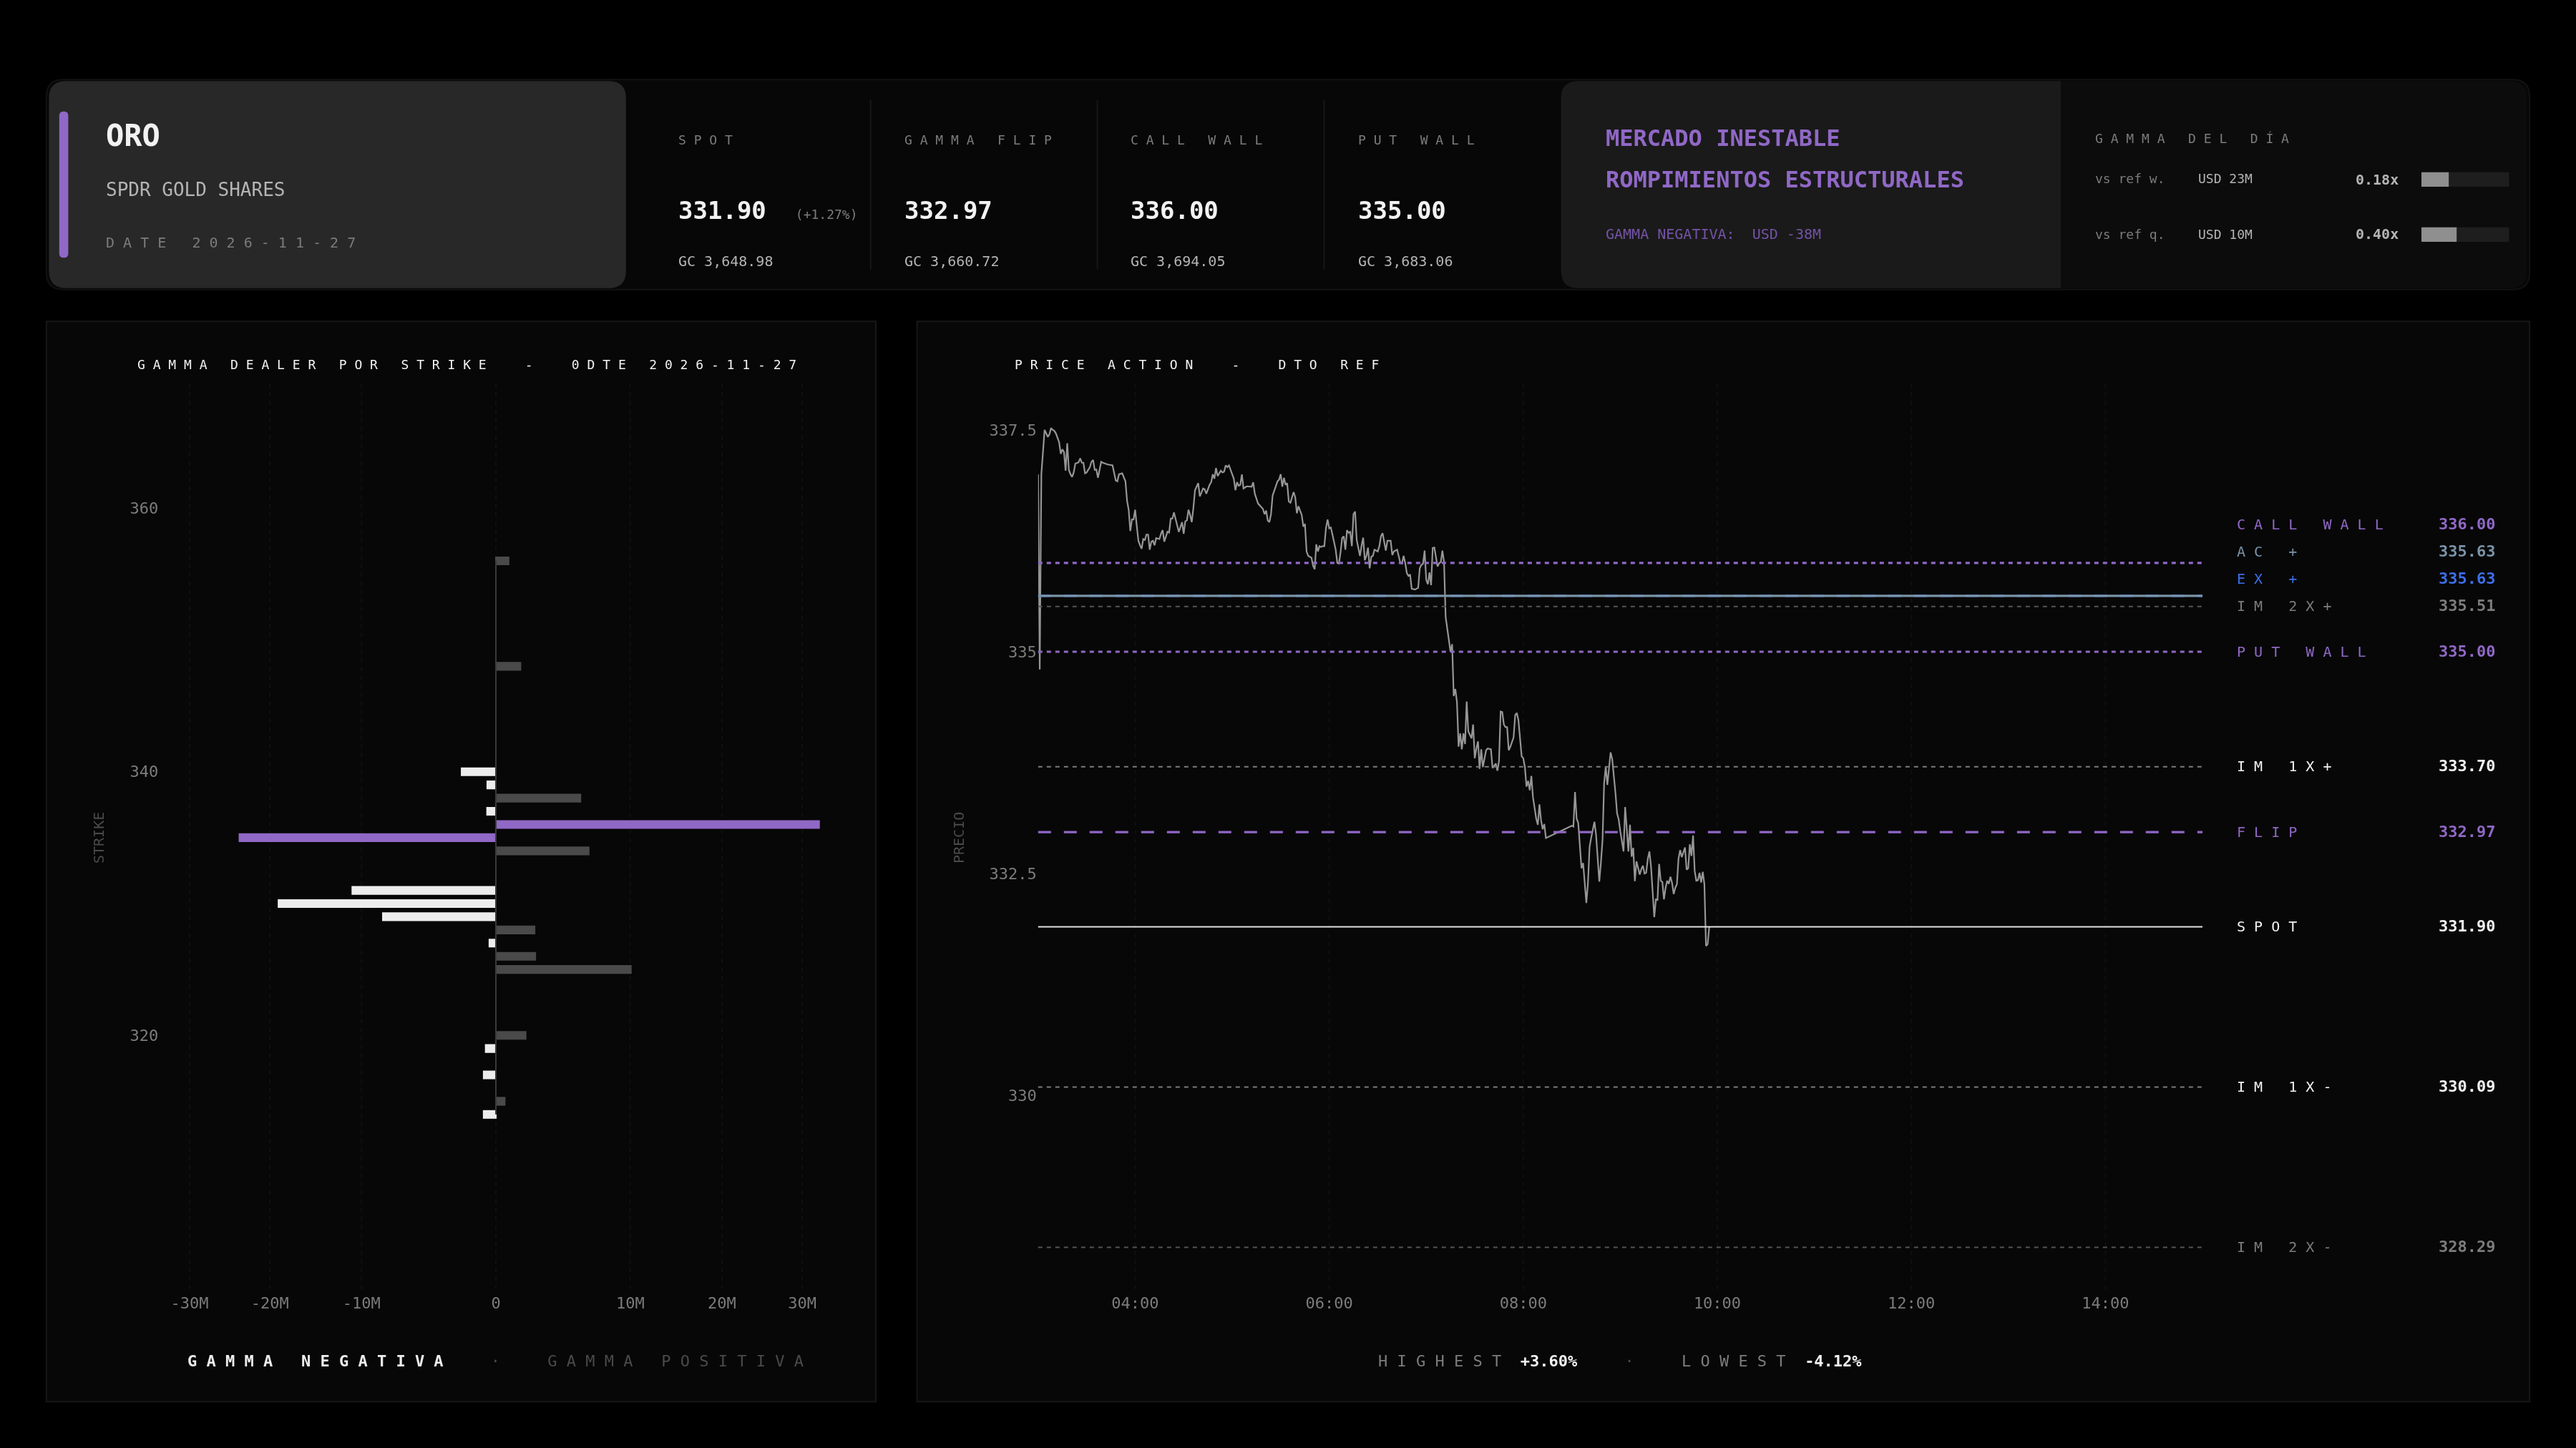 ORO
SPDR GOLD SHARES
DATE 2026-11-27
SPOT
331.90 (+1.27%)
GC 3,648.98
GAMMA FLIP
332.97
GC 3,660.72
CALL WALL
336.00
GC 3,694.05
PUT WALL
335.00
GC 3,683.06
MERCADO INESTABLE
ROMPIMIENTOS ESTRUCTURALES
GAMMA NEGATIVA: USD -38M
GAMMA DEL DÍA
vs ref w. USD 23M 0.18x
vs ref q. USD 10M 0.40x
GAMMA DEALER POR STRIKE - 0DTE 2026-11-27
360
340
320
STRIKE
-30M -20M -10M 0 10M 20M 30M
GAMMA NEGATIVA · GAMMA POSITIVA
PRICE ACTION - DTO REF
337.5
335
332.5
330
PRECIO
CALL WALL 336.00
AC + 335.63
EX + 335.63
IM 2X+ 335.51
PUT WALL 335.00
IM 1X+ 333.70
FLIP 332.97
SPOT 331.90
IM 1X- 330.09
IM 2X- 328.29
04:00 06:00 08:00 10:00 12:00 14:00
HIGHEST +3.60% · LOWEST -4.12%